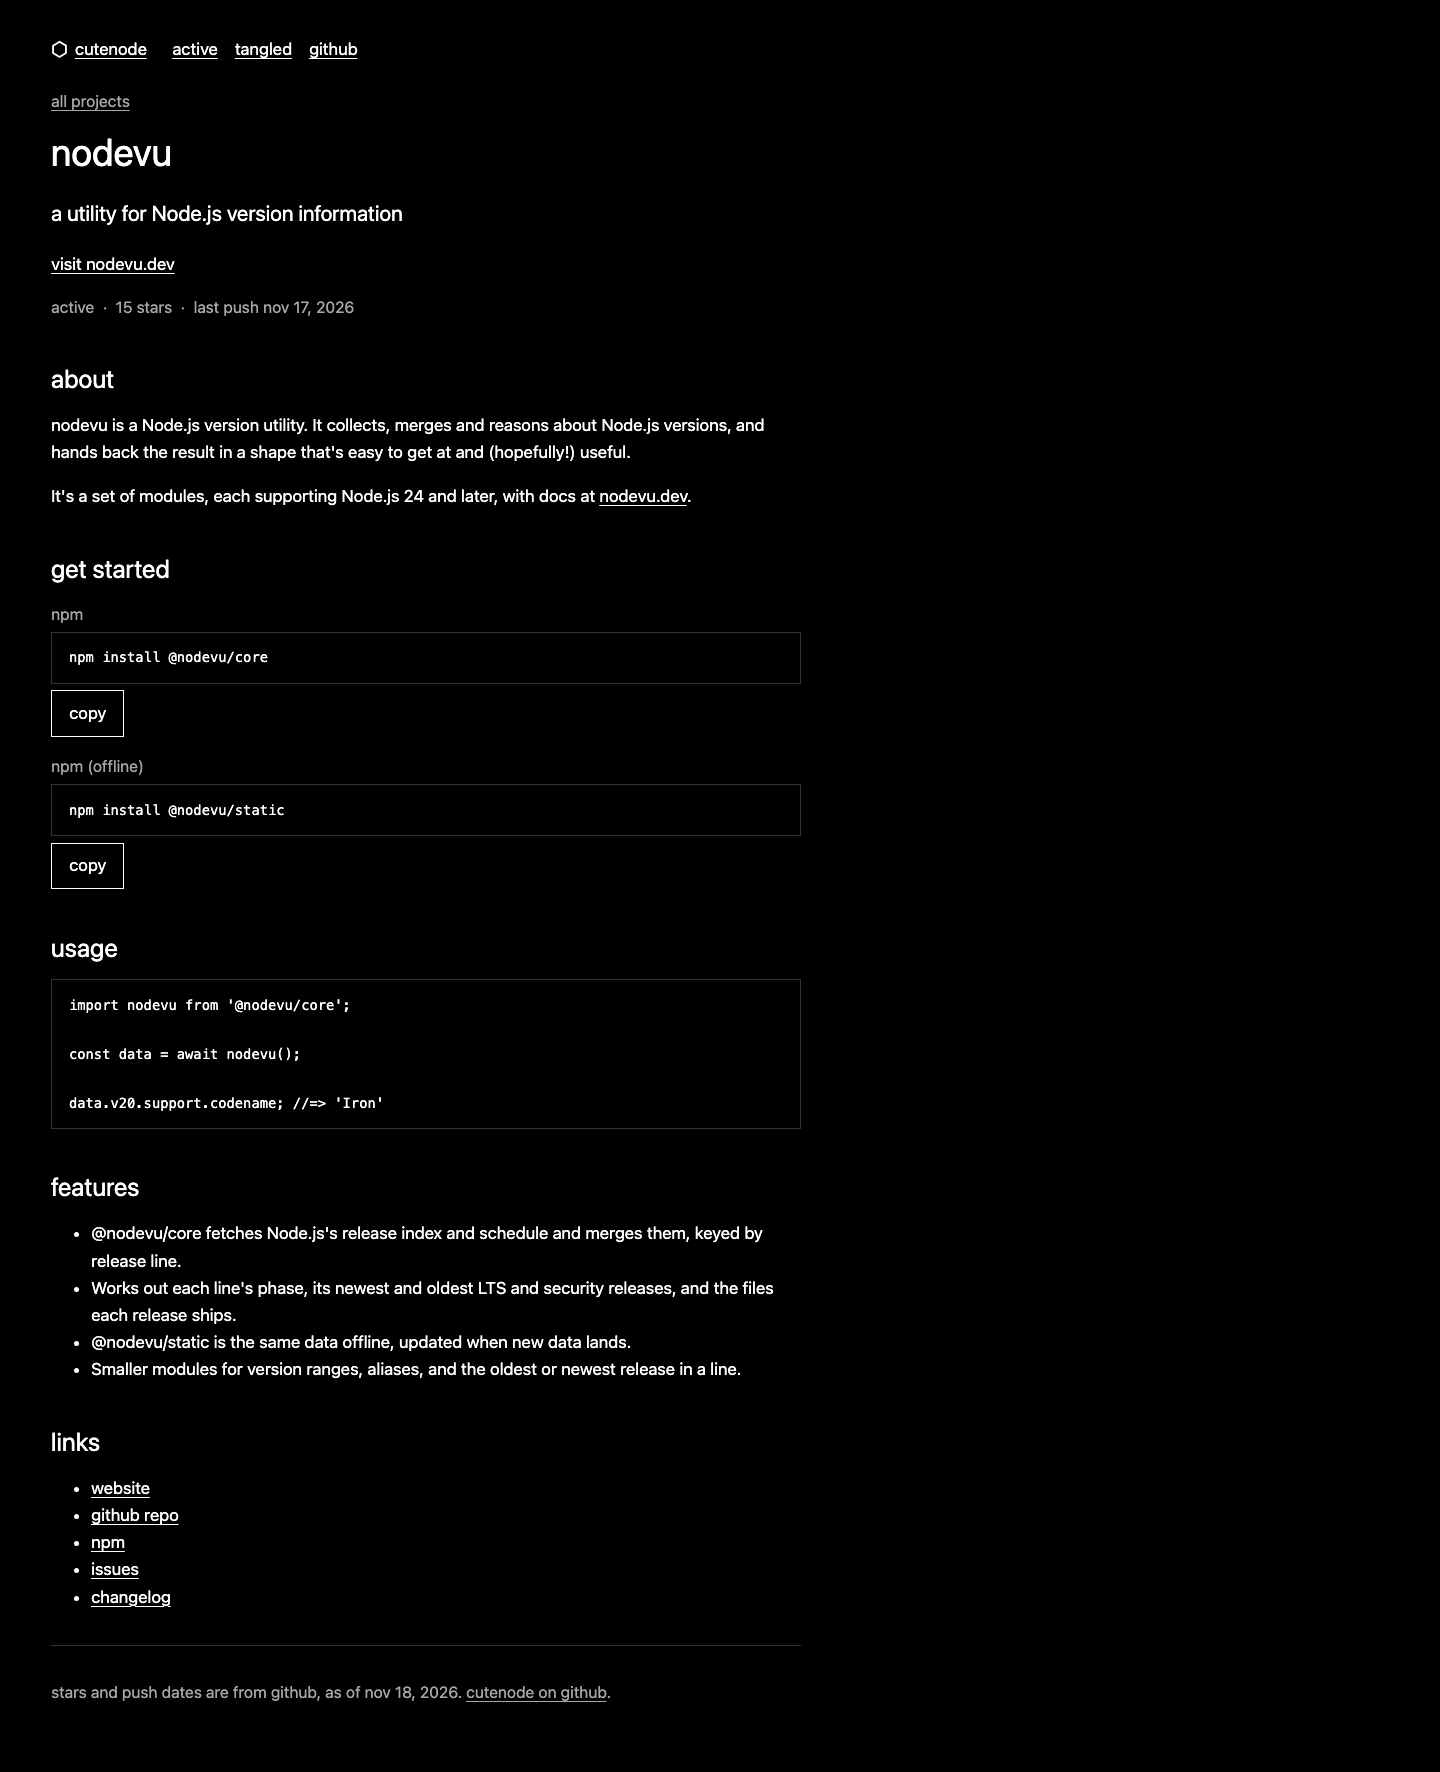 cutenode active tangled github
all projects
nodevu
a utility for Node.js version information
visit nodevu.dev
active · 15 stars · last push nov 17, 2026
about
nodevu is a Node.js version utility. It collects, merges and reasons about Node.js versions, and
hands back the result in a shape that's easy to get at and (hopefully!) useful.
It's a set of modules, each supporting Node.js 24 and later, with docs at nodevu.dev.
get started
npm
npm install @nodevu/core
copy
npm (offline)
npm install @nodevu/static
copy
usage
import nodevu from '@nodevu/core';
const data = await nodevu();
data.v20.support.codename; //=> 'Iron'
features
• @nodevu/core fetches Node.js's release index and schedule and merges them, keyed by
release line.
• Works out each line's phase, its newest and oldest LTS and security releases, and the files
each release ships.
• @nodevu/static is the same data offline, updated when new data lands.
• Smaller modules for version ranges, aliases, and the oldest or newest release in a line.
links
• website
• github repo
• npm
• issues
• changelog
stars and push dates are from github, as of nov 18, 2026. cutenode on github.